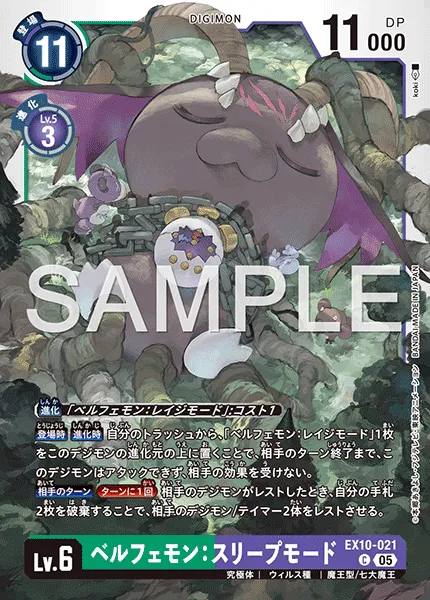 DIGIMON
登場
11
11000
DP
進化
Lv.5
3
koki
SAMPLE
BANDAI MADE IN JAPAN
進化 「ベルフェモン:レイジモード」:コスト1
登場時 進化時 自分のトラッシュから、「ベルフェモン:レイジモード」1枚
をこのデジモンの進化元の上に置くことで、相手のターン終了まで、こ
のデジモンはアタックできず、相手の効果を受けない。
相手のターン ターンに1回 相手のデジモンがレストしたとき、自分の手札
2枚を破棄することで、相手のデジモン/テイマー2体をレストさせる。
Lv.6
ベルフェモン:スリープモード
EX10-021
C 05
究極体 | ウィルス種 | 魔王型/七大魔王